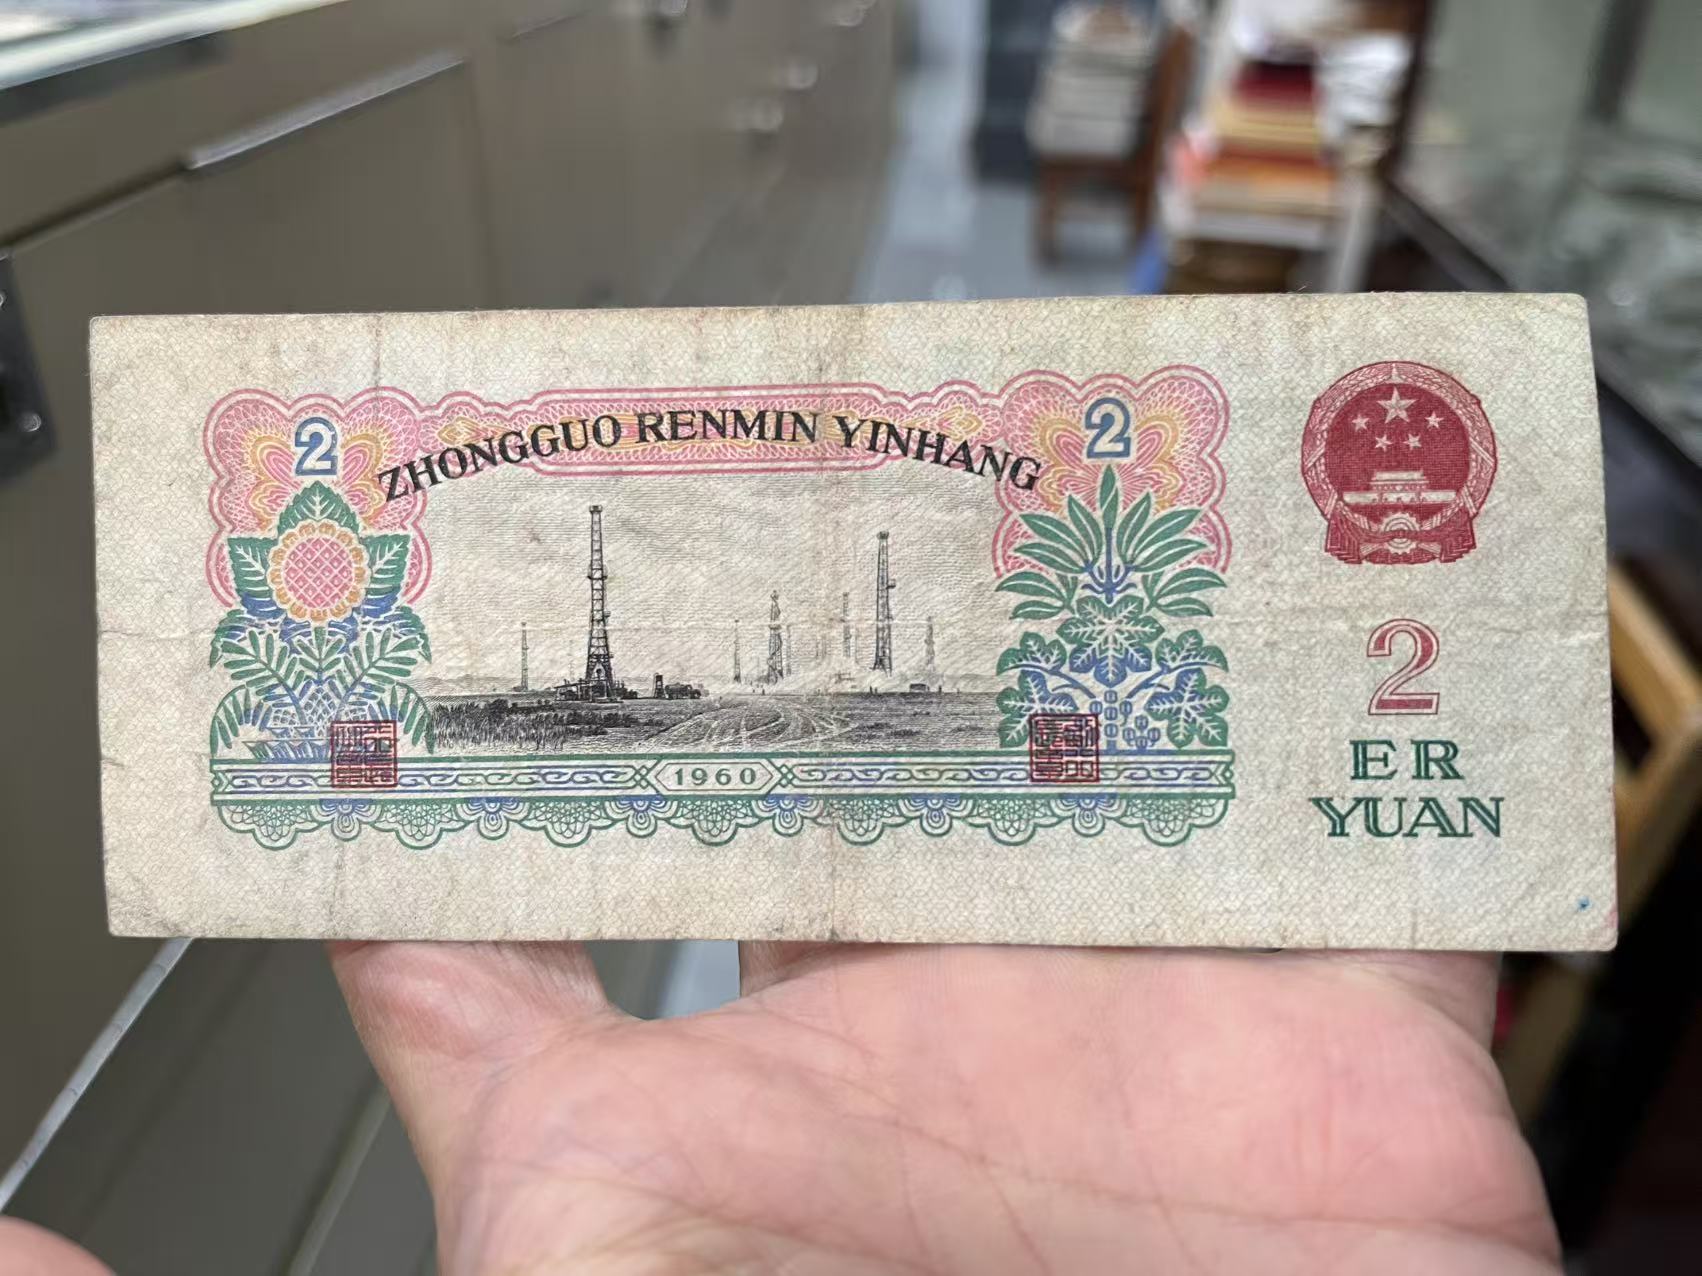 2
ZHONGGUO RENMIN YINHANG
2
2
ER
YUAN
1960